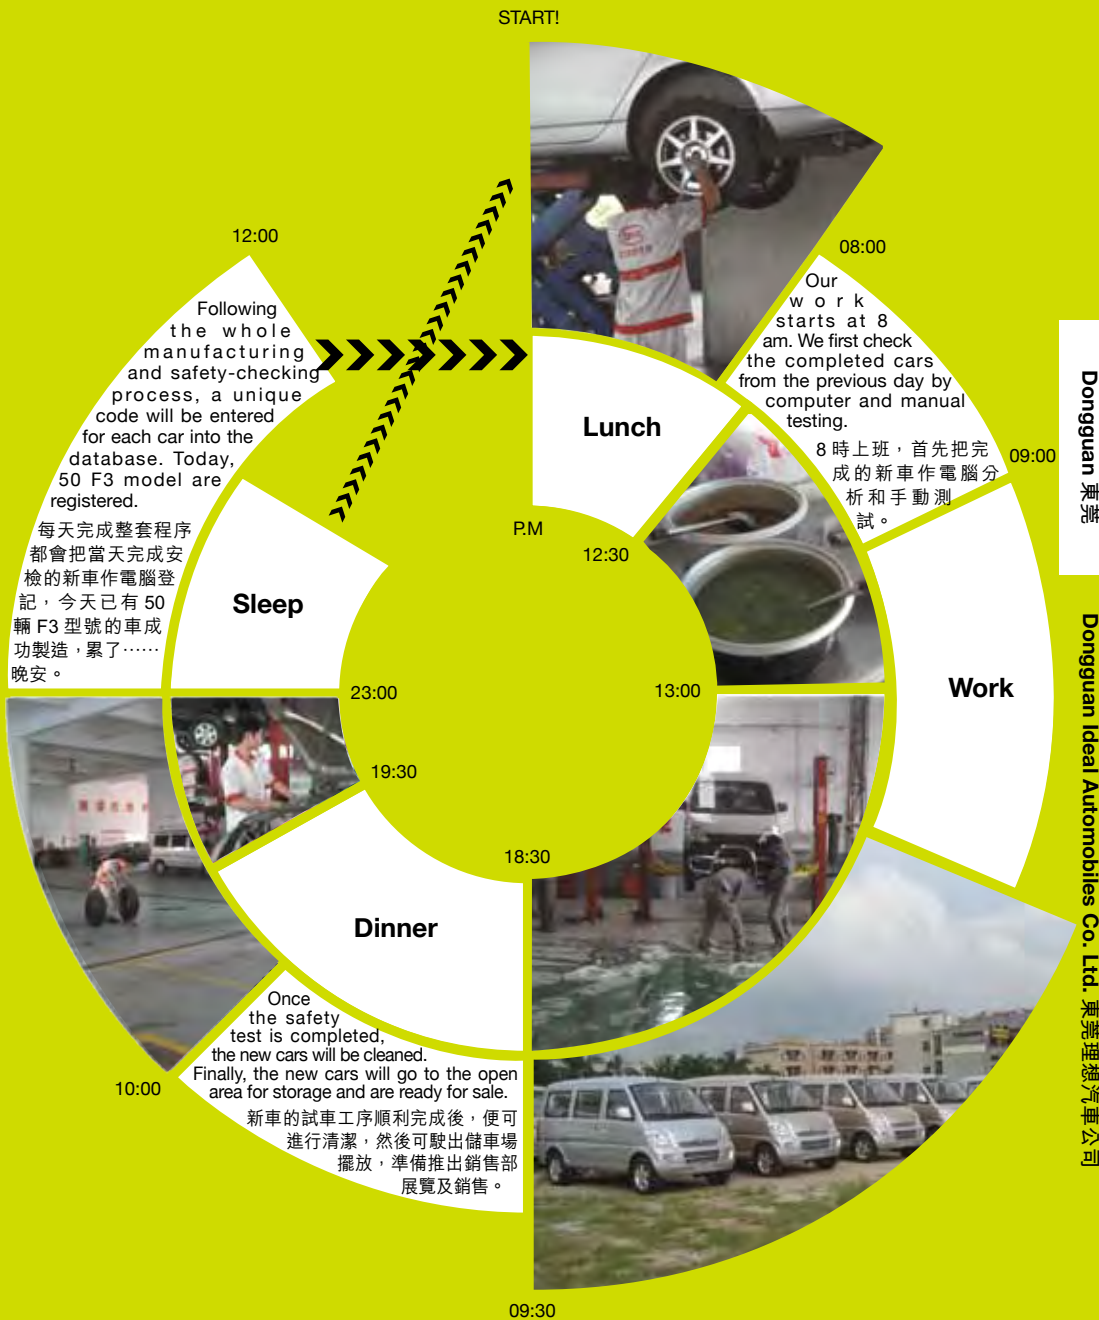 START!
08:00
Our
work
starts at 8
am. We first check
the completed cars
from the previous day by
computer and manual
testing.
8 時上班，首先把完
成的新車作電腦分
析和手動測
試。
09:00
Work
09:30
Once
the safety
test is completed,
the new cars will be cleaned.
Finally, the new cars will go to the open
area for storage and are ready for sale.
新車的試車工序順利完成後，便可
進行清潔，然後可駛出儲車場
擺放，準備推出銷售部
展覽及銷售。
10:00
12:00
Following
the whole
manufacturing
and safety-checking
process, a unique
code will be entered
for each car into the
database. Today,
50 F3 model are
registered.
每天完成整套程序
都會把當天完成安
檢的新車作電腦登
記，今天已有 50
輛 F3 型號的車成
功製造，累了……
晚安。
Lunch
P.M
12:30
13:00
18:30
Dinner
19:30
23:00
Sleep
Dongguan 東莞
Dongguan Ideal Automobiles Co. Ltd. 東莞理想汽車公司